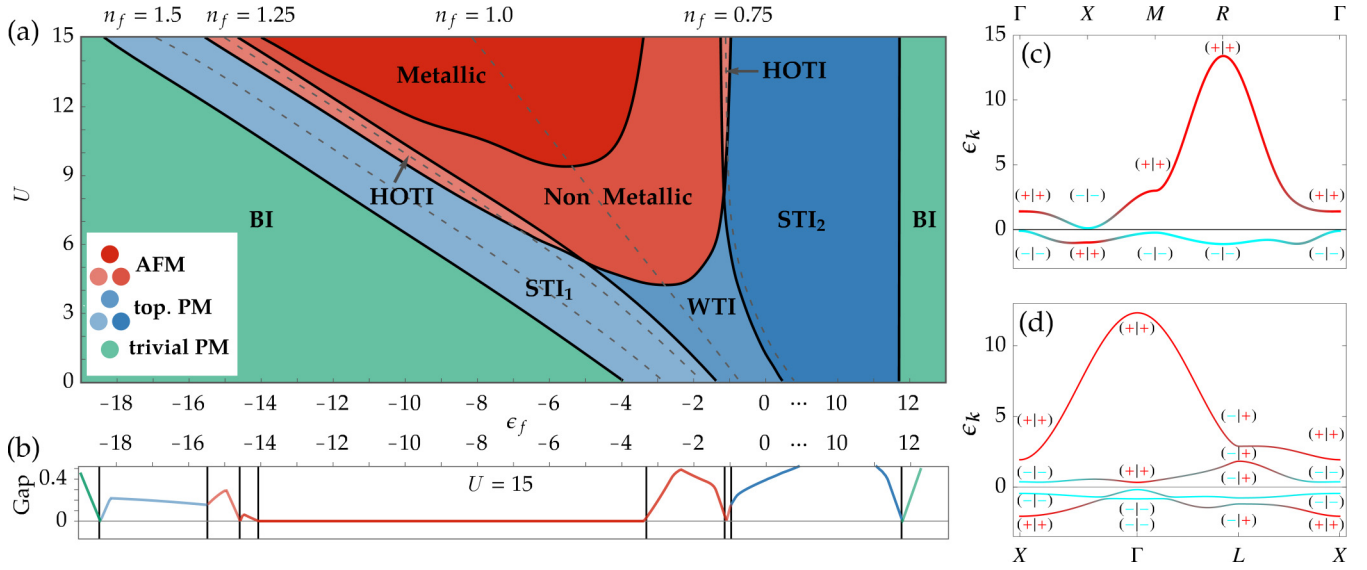 n_f = 1.5 n_f = 1.25 n_f = 1.0 n_f = 0.75
(a)
15
12
9
6
3
0
U
Metallic
HOTI
HOTI
Non Metallic
BI
STI₂
BI
STI₁
WTI
AFM
top. PM
trivial PM
−18 −16 −14 −12 −10 −8 −6 −4 −2 0 ... 12
ϵ_f
−18 −16 −14 −12 −10 −8 −6 −4 −2 0 ... 12
(b)
Gap
0.4
0
U = 15
Γ X M R Γ
(c)
15
10
5
0
ϵ_k
(+|+)
(+|+)
(+|+) (−|−) (+|+)
(−|−) (+|+) (−|−) (−|−) (−|−)
(d)
10
5
0
ϵ_k
(+|+)
(+|+) (−|+) (+|+)
(−|+)
(−|−) (+|+) (−|+) (−|−)
(−|−) (−|−) (−|−)
(+|+) (−|−) (−|+) (+|+)
X Γ L X